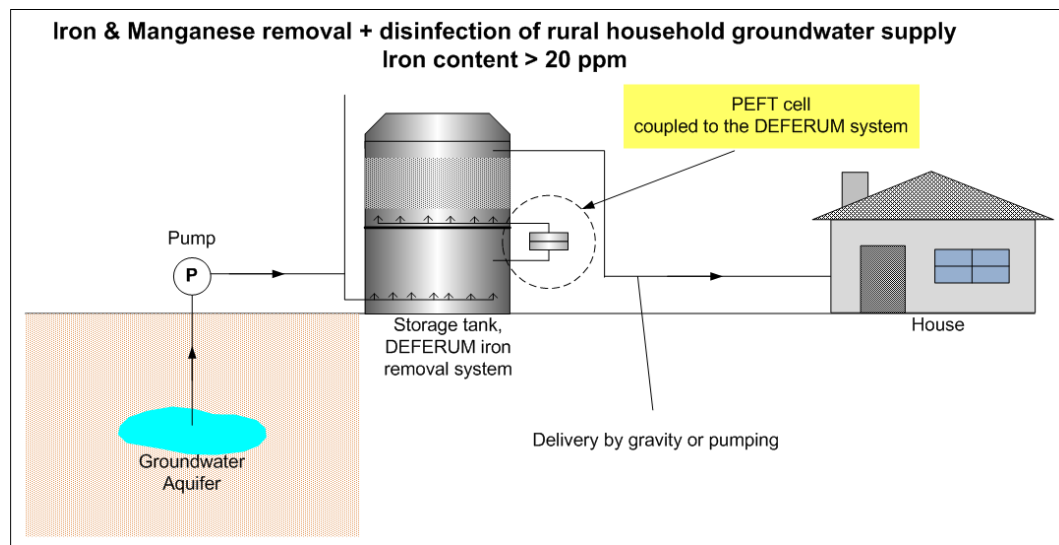 Iron & Manganese removal + disinfection of rural household groundwater supply
Iron content > 20 ppm
PEFT cell
coupled to the DEFERUM system
Pump
P
Storage tank,
DEFERUM iron
removal system
House
Delivery by gravity or pumping
Groundwater
Aquifer